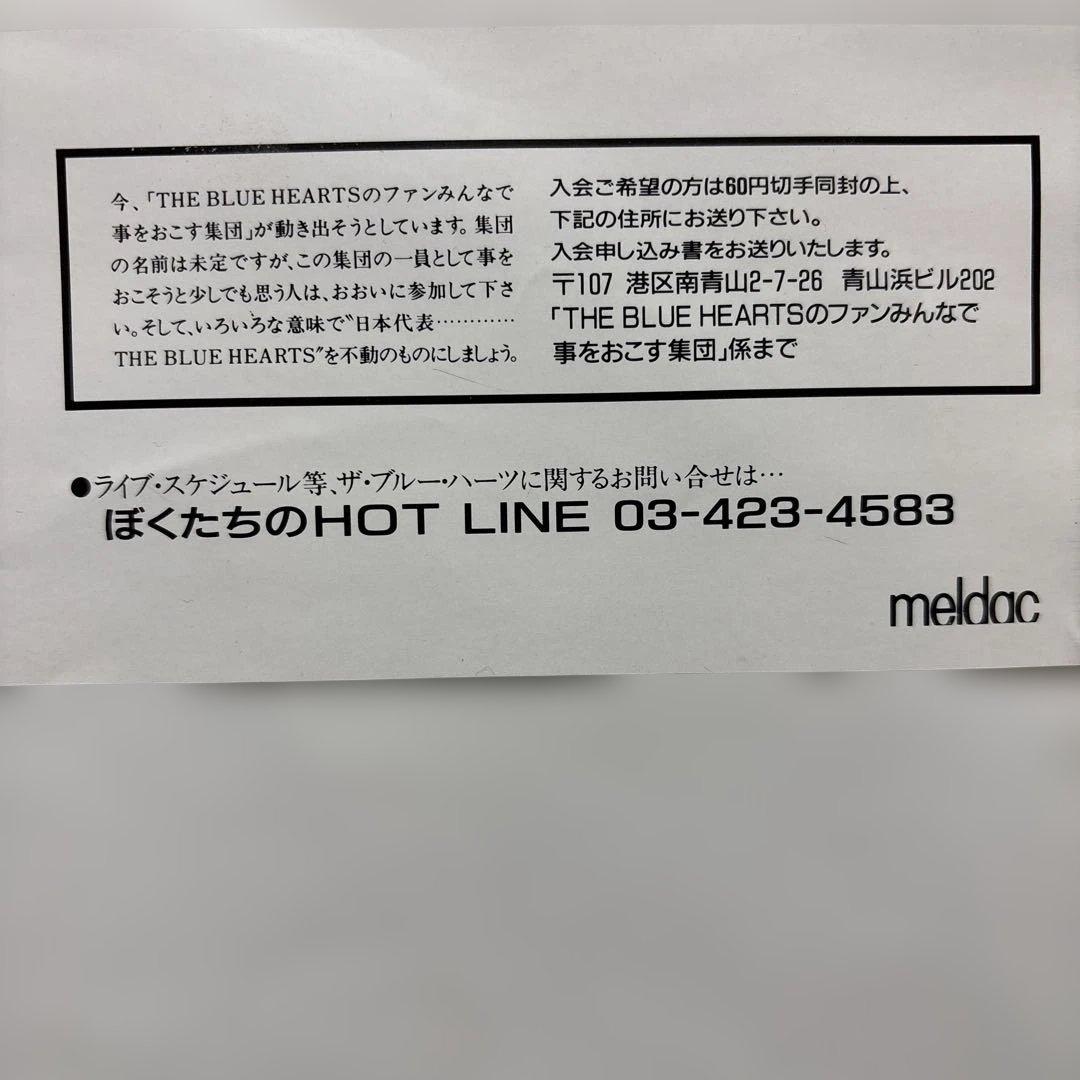 今、「THE BLUE HEARTSのファンみんなで
事をおこす集団」が動き出そうとしています。集団
の名前は未定ですが、この集団の一員として事を
おこそうと少しでも思う人は、おおいに参加して下さ
い。そして、いろいろな意味で〝日本代表…………
THE BLUE HEARTS〟を不動のものにしましょう。
入会ご希望の方は60円切手同封の上、
下記の住所にお送り下さい。
入会申し込み書をお送りいたします。
〒107 港区南青山2-7-26 青山浜ビル202
「THE BLUE HEARTSのファンみんなで
事をおこす集団」係まで
●ライブ・スケジュール等、ザ・ブルー・ハーツに関するお問い合せは…
ぼくたちのHOT LINE 03-423-4583
meldac